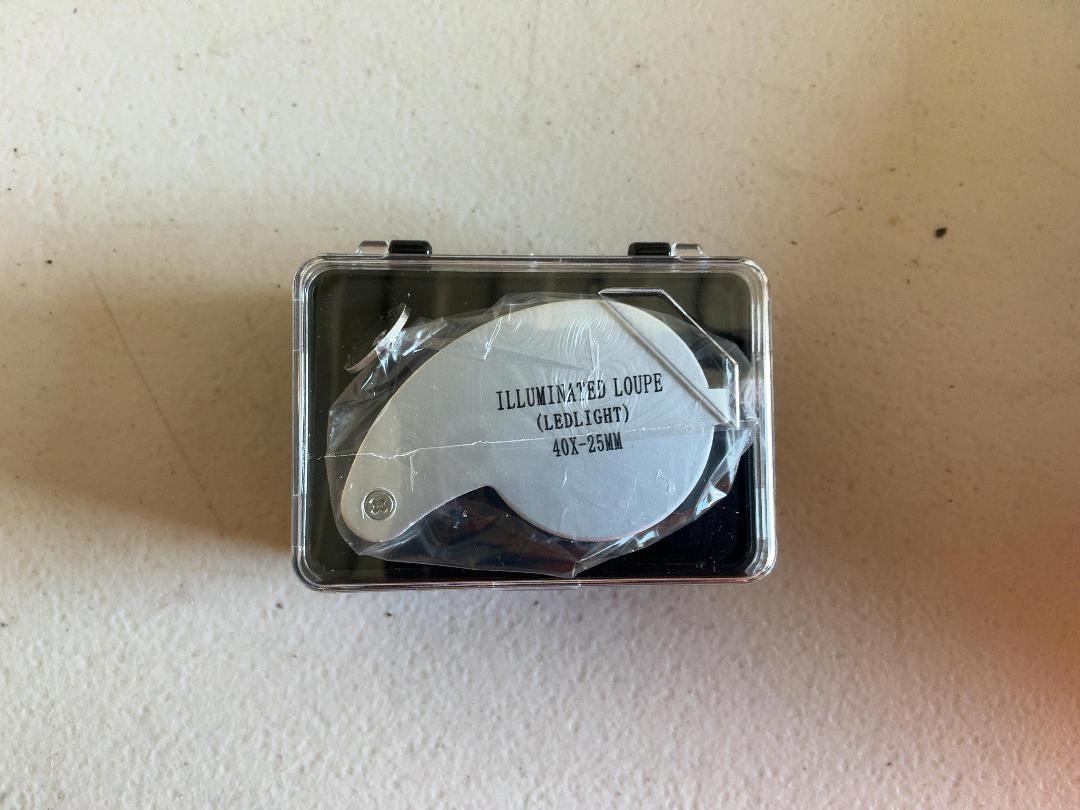 ILLUMINATED LOUPE
(LEDLIGHT)
40X-25MM